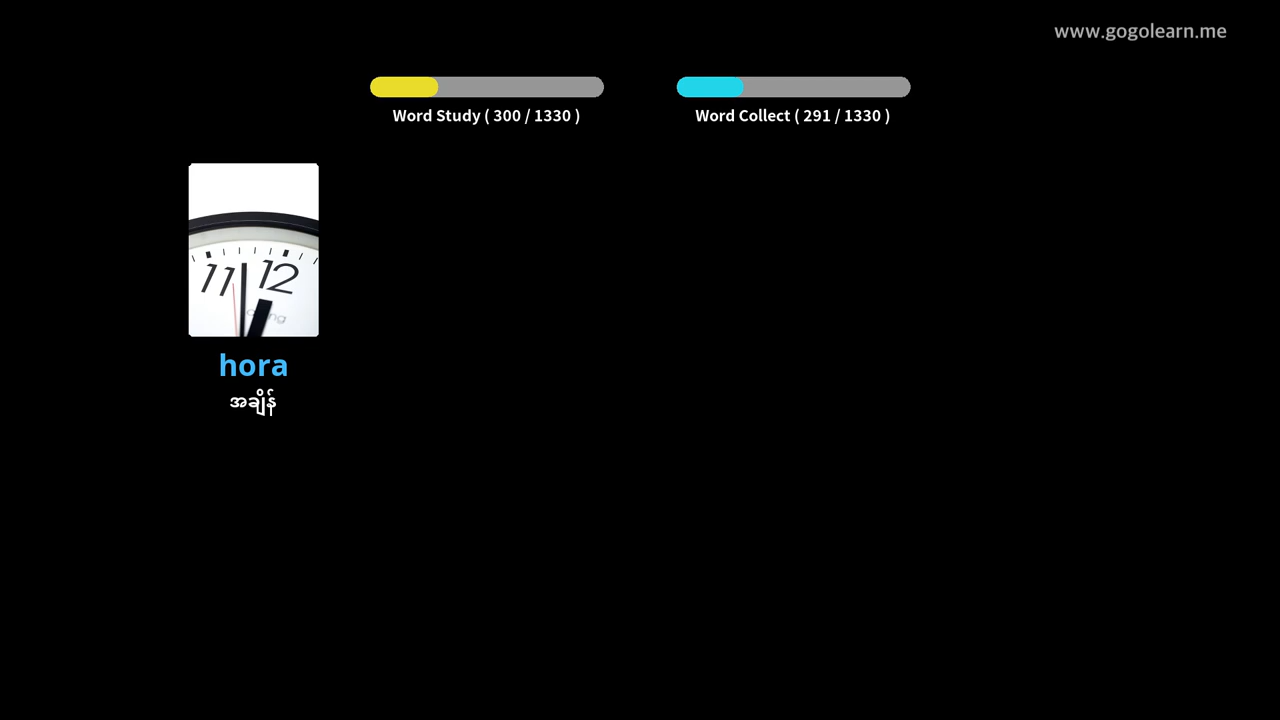 www.gogolearn.me
Word Study ( 300 / 1330 )
Word Collect ( 291 / 1330 )
11 12
hora
အချိန်